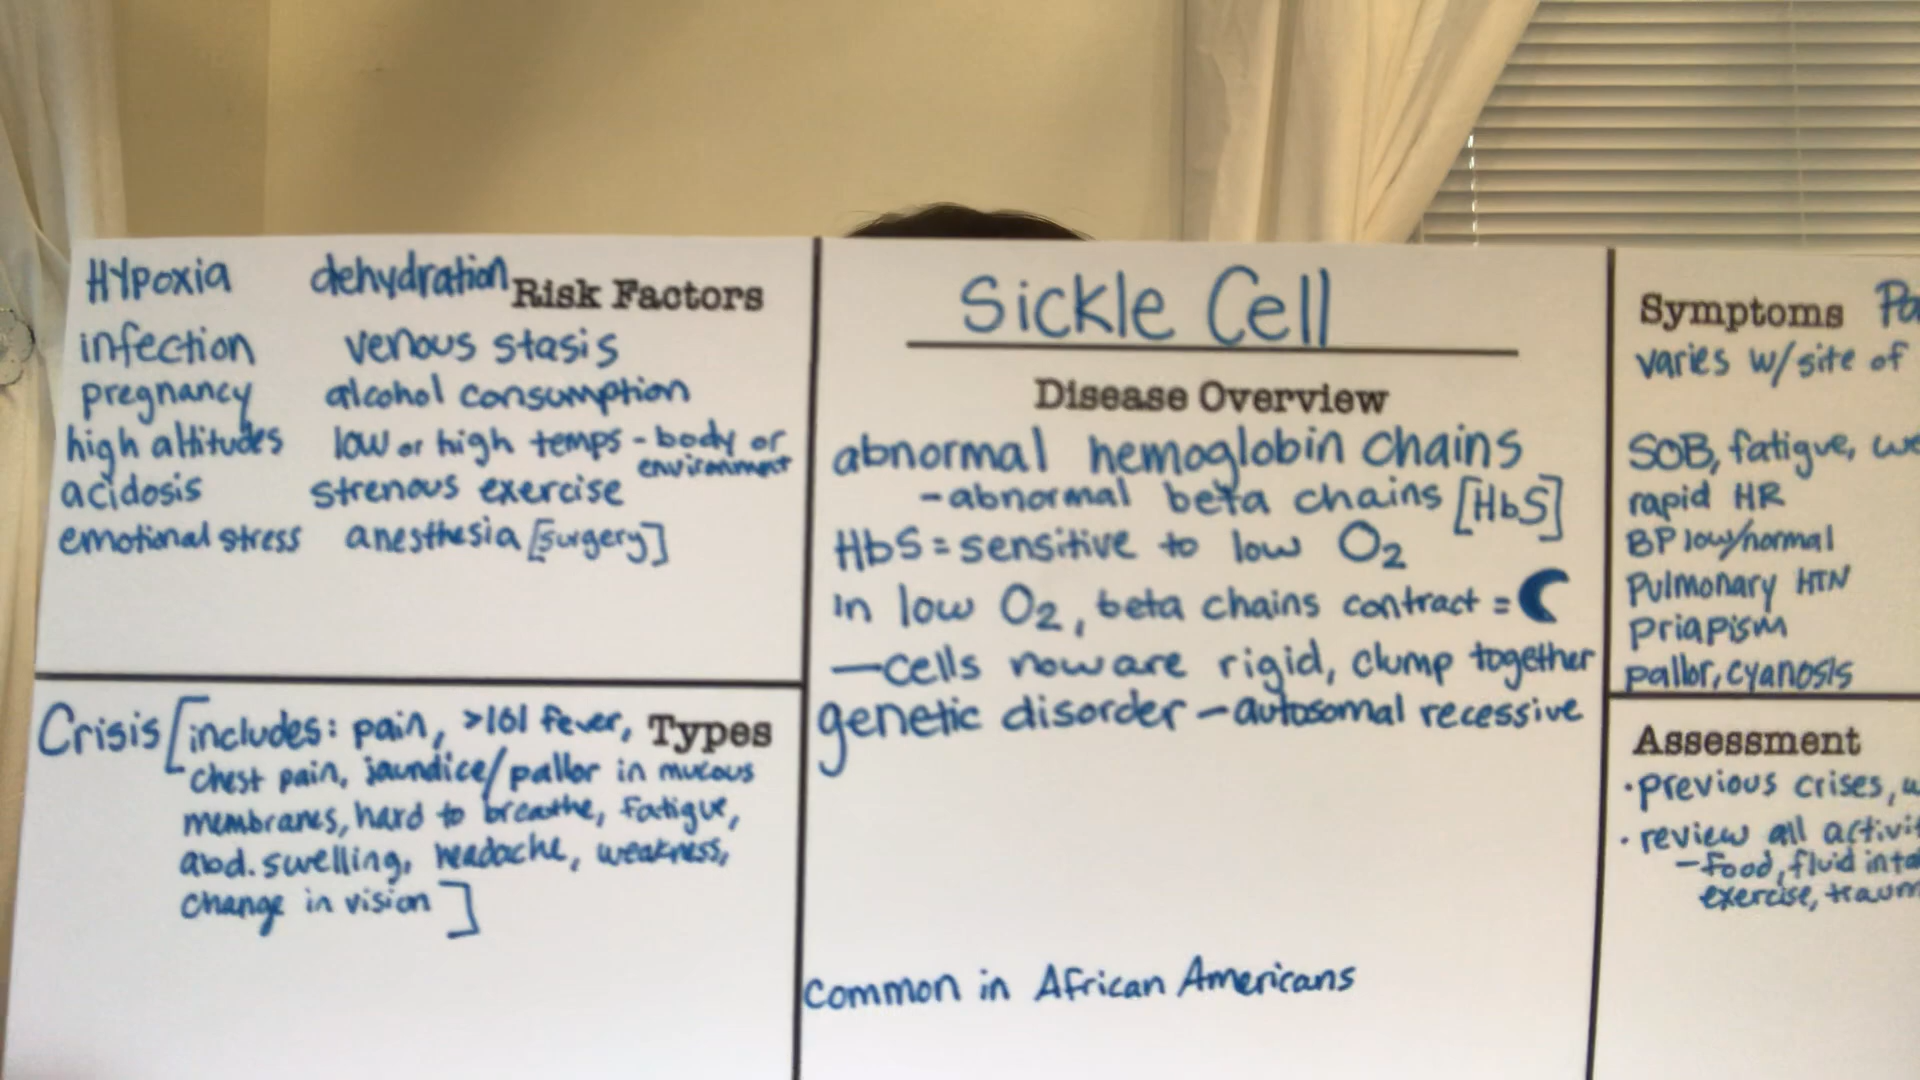 Risk Factors
Hypoxia dehydration
infection venous stasis
pregnancy alcohol consumption
high altitudes low or high temps - body or environment
acidosis strenous exercise
emotional stress anesthesia [surgery]
Types
Crisis [includes: pain, >101 fever,
chest pain, jaundice/pallor in mucous
membranes, hard to breathe, fatigue,
abd. swelling, headache, weakness,
change in vision]
Sickle Cell
Disease Overview
abnormal hemoglobin chains
- abnormal beta chains [HbS]
HbS = sensitive to low O2
in low O2, beta chains contract =
- cells now are rigid, clump together
genetic disorder - autosomal recessive
common in African Americans
Symptoms
varies w/ site of
SOB, fatigue,
rapid HR
BP low/normal
Pulmonary HTN
priapism
pallor, cyanosis
Assessment
• previous crises,
• review all
- food, fluid
exercise,